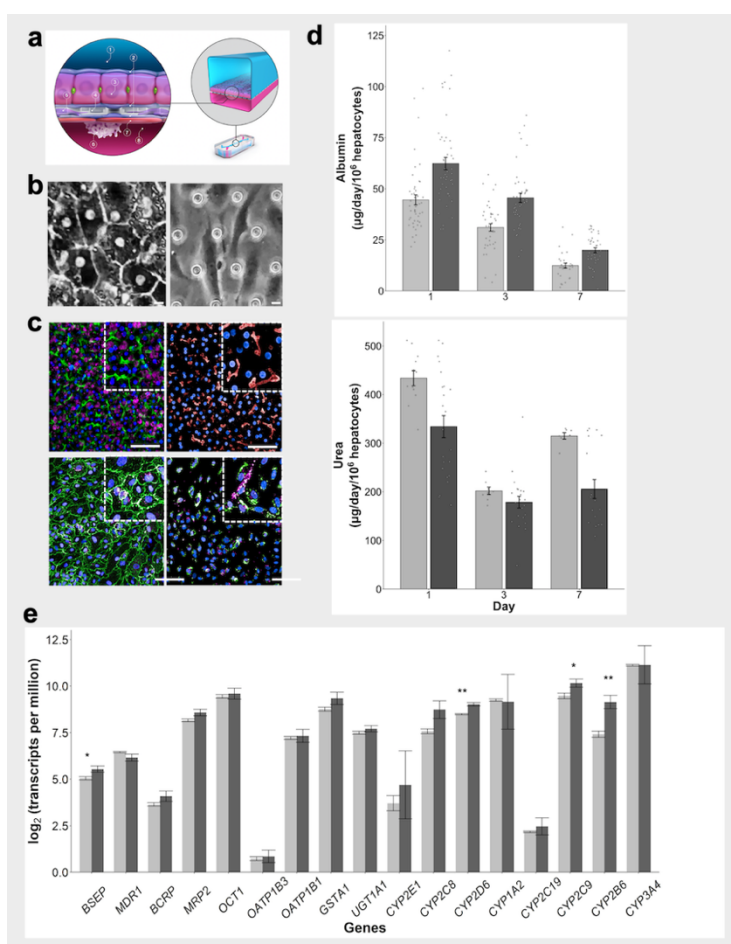 a
b
c
d
125
100
75
50
25
0
Albumin
(µg/day/10⁶ hepatocytes)
1
3
7
500
400
300
200
100
0
Urea
(µg/day/10⁶ hepatocytes)
1
3
7
Day
e
12.5
10.0
7.5
5.0
2.5
0.0
log₂ (transcripts per million)
*
**
*
**
BSEP
MDR1
BCRP
MRP2
OCT1
OATP1B3
OATP1B1
GSTA1
UGT1A1
CYP2E1
CYP2C8
CYP2D6
CYP1A2
CYP2C19
CYP2C9
CYP2B6
CYP3A4
Genes